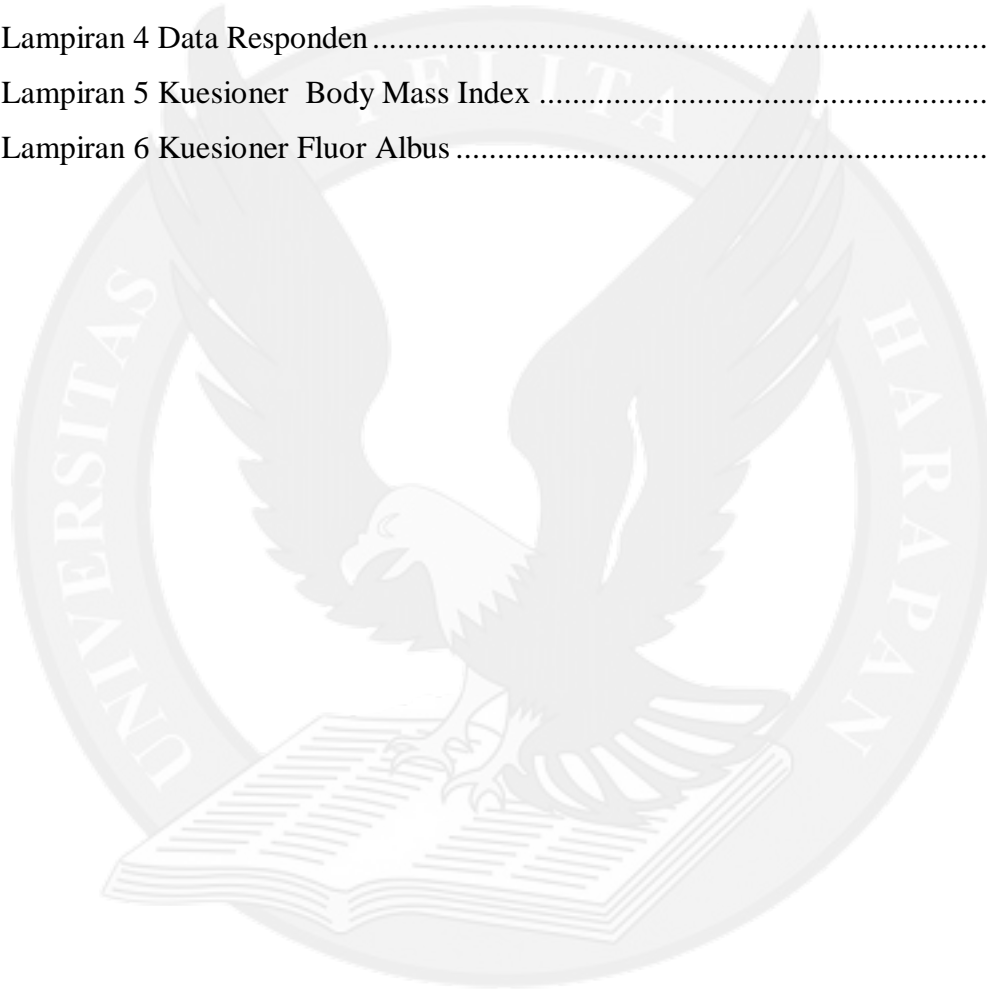 Lampiran 4 Data Responden........................................................................
Lampiran 5 Kuesioner  Body Mass Index ......................................................
Lampiran 6 Kuesioner Fluor Albus................................................................
UNIVERSITAS PELITA HARAPAN